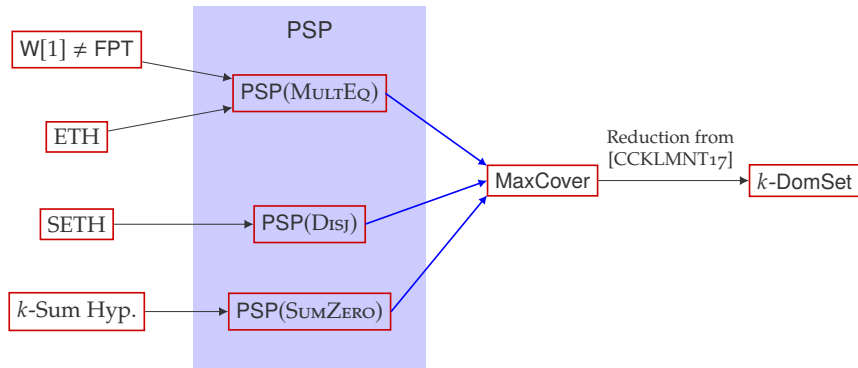 PSP
W[1] ≠ FPT
PSP(MultEq)
ETH
Reduction from
[CCKLMNT17]
MaxCover
k-DomSet
SETH
PSP(Disj)
k-Sum Hyp.
PSP(SumZero)